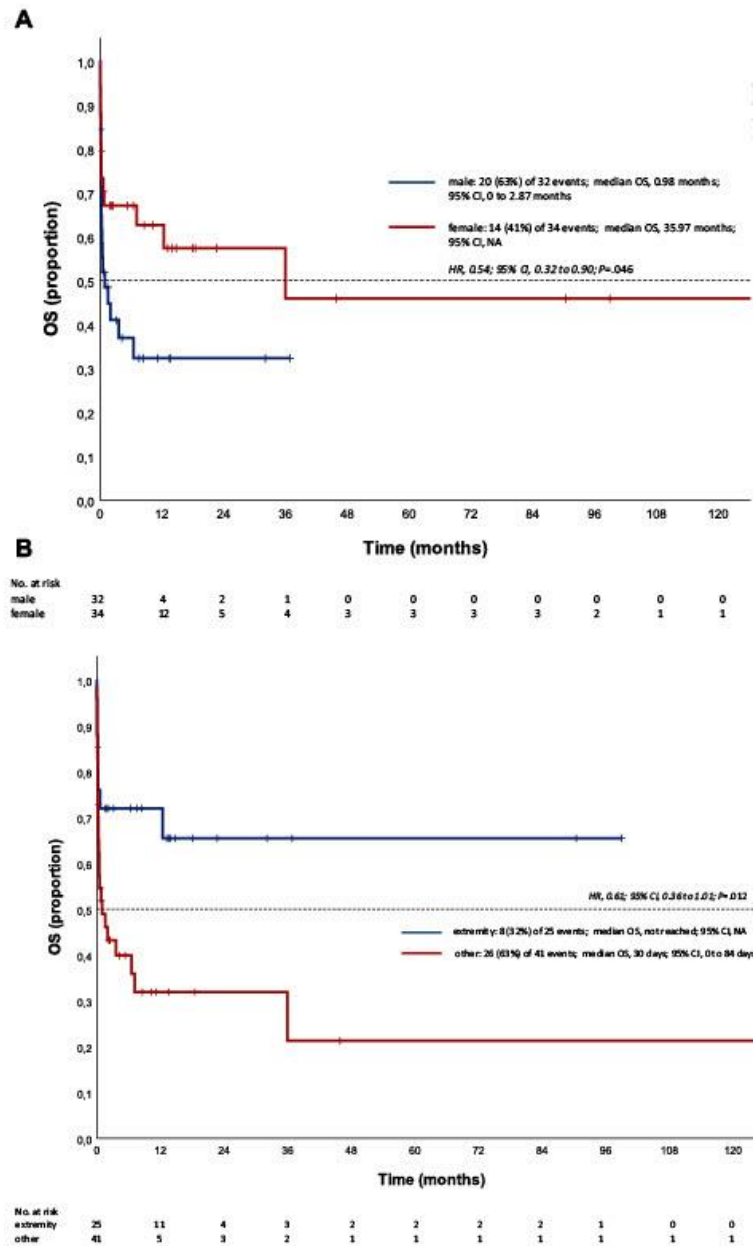 A
1,0
0,9
0,8
0,7
0,6
0,5
0,4
0,3
0,2
0,1
0,0
OS (proportion)
male: 20 (63%) of 32 events; median OS, 0.98 months;
95% CI, 0 to 2.87 months
female: 14 (41%) of 34 events; median OS, 35.97 months;
95% CI, NA
HR, 0.54; 95% CI, 0.32 to 0.90; P=.046
0 12 24 36 48 60 72 84 96 108 120
Time (months)
B
No. at risk
male 32 4 2 1 0 0 0 0 0 0 0
female 34 12 5 4 3 3 3 3 2 1 1
1,0
0,9
0,8
0,7
0,6
0,5
0,4
0,3
0,2
0,1
0,0
OS (proportion)
HR, 0.61; 95% CI, 0.36 to 1.01; P=.012
extremity: 8 (32%) of 25 events; median OS, not reached; 95% CI, NA
other: 26 (63%) of 41 events; median OS, 30 days; 95% CI, 0 to 84 days
0 12 24 36 48 60 72 84 96 108 120
Time (months)
No. at risk
extremity 25 11 4 3 2 2 2 2 1 0 0
other 41 5 3 2 1 1 1 1 1 1 1